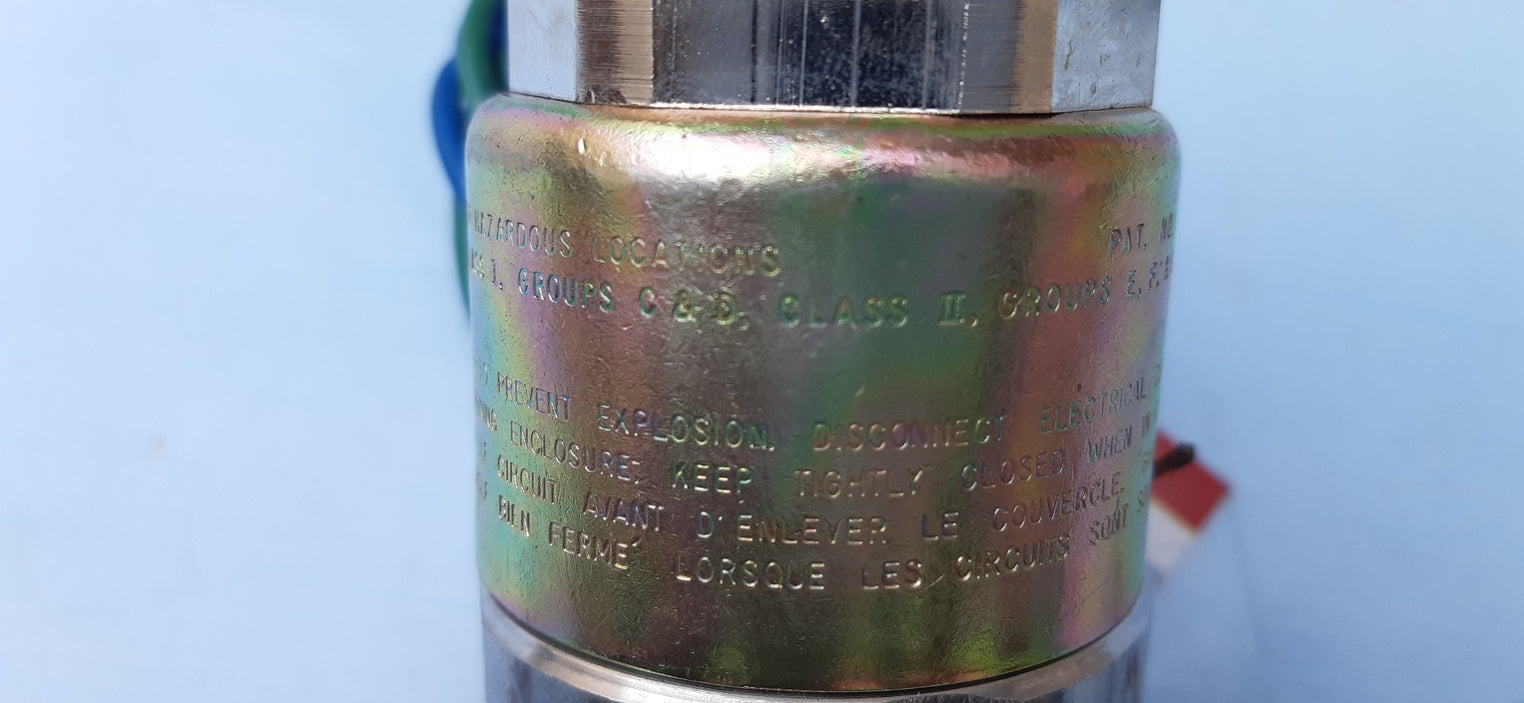 HAZARDOUS LOCATIONS PAT. NO.
I, GROUPS C & D, CLASS II, GROUPS E, F,
PREVENT EXPLOSION, DISCONNECT ELECTRICAL
ENCLOSURE; KEEP TIGHTLY CLOSED WHEN IN
CIRCUIT AVANT D'ENLEVER LE COUVERCLE.
BIEN FERMÉ LORSQUE LES CIRCUITS SONT